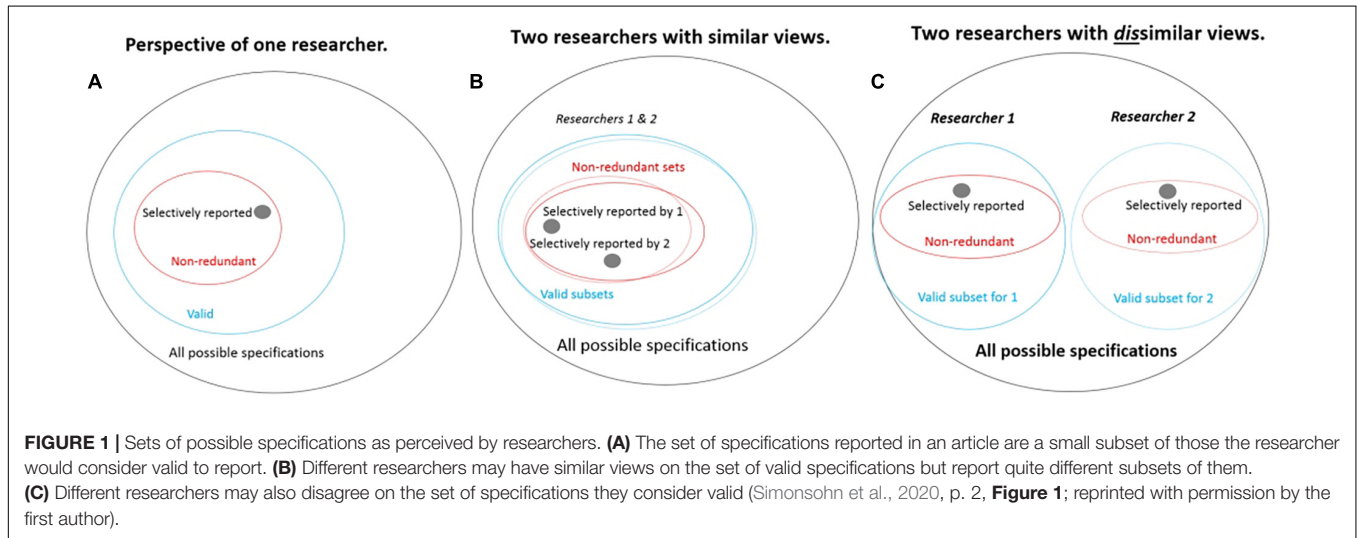 Perspective of one researcher.
A
Selectively reported
Non-redundant
Valid
All possible specifications
Two researchers with similar views.
B
Researchers 1 & 2
Non-redundant sets
Selectively reported by 1
Selectively reported by 2
Valid subsets
All possible specifications
Two researchers with dissimilar views.
C
Researcher 1
Researcher 2
Selectively reported
Selectively reported
Non-redundant
Non-redundant
Valid subset for 1
Valid subset for 2
All possible specifications
FIGURE 1 | Sets of possible specifications as perceived by researchers. (A) The set of specifications reported in an article are a small subset of those the researcher
would consider valid to report. (B) Different researchers may have similar views on the set of valid specifications but report quite different subsets of them.
(C) Different researchers may also disagree on the set of specifications they consider valid (Simonsohn et al., 2020, p. 2, Figure 1; reprinted with permission by the
first author).